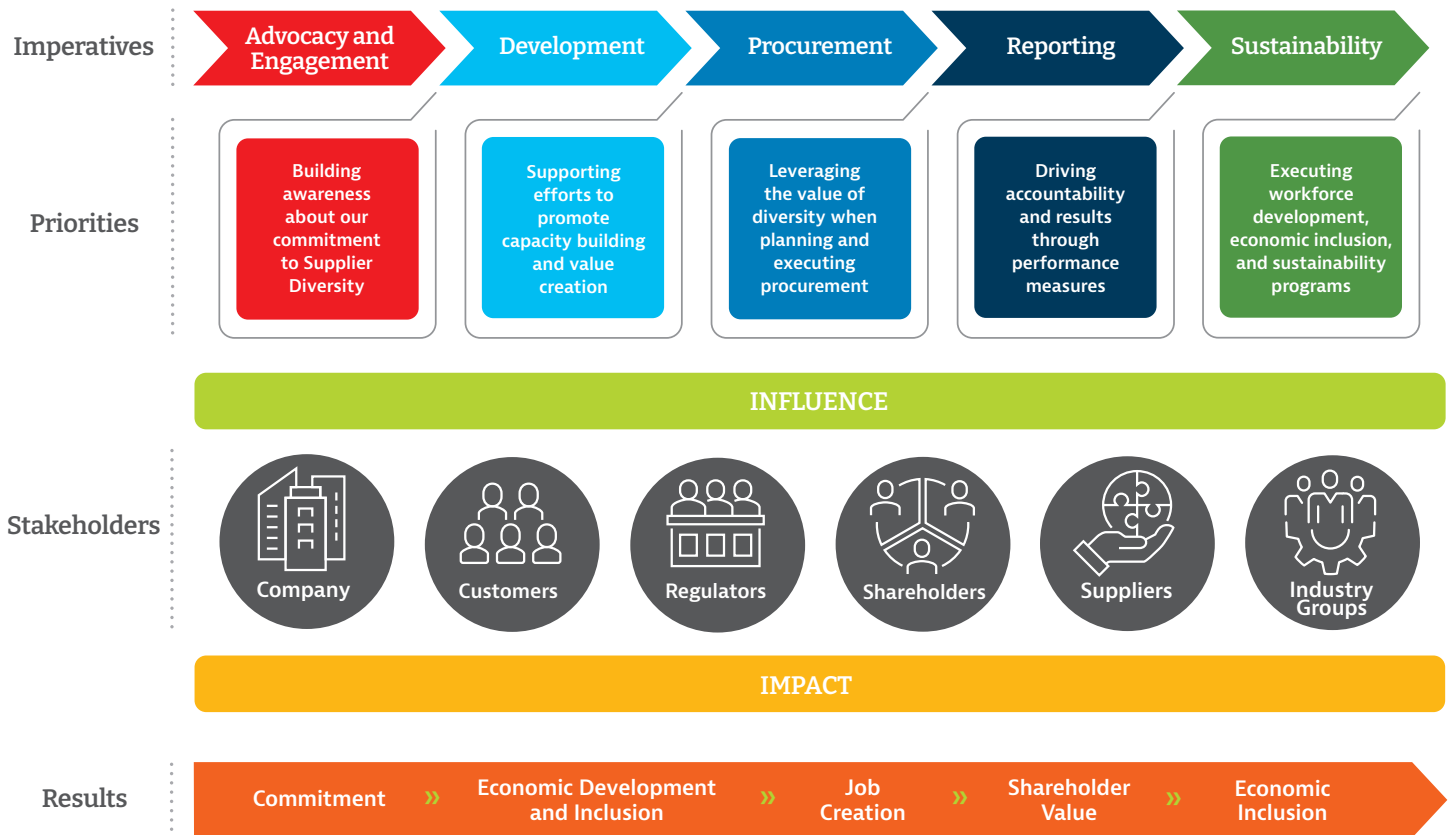 Imperatives
Advocacy and
Engagement
Development
Procurement
Reporting
Sustainability
Priorities
Building
awareness
about our
commitment
to Supplier
Diversity
Supporting
efforts to
promote
capacity building
and value
creation
Leveraging
the value of
diversity when
planning and
executing
procurement
Driving
accountability
and results
through
performance
measures
Executing
workforce
development,
economic inclusion,
and sustainability
programs
INFLUENCE
Stakeholders
Company
Customers
Regulators
Shareholders
Suppliers
Industry
Groups
IMPACT
Results
Commitment
»
Economic Development
and Inclusion
»
Job
Creation
»
Shareholder
Value
»
Economic
Inclusion